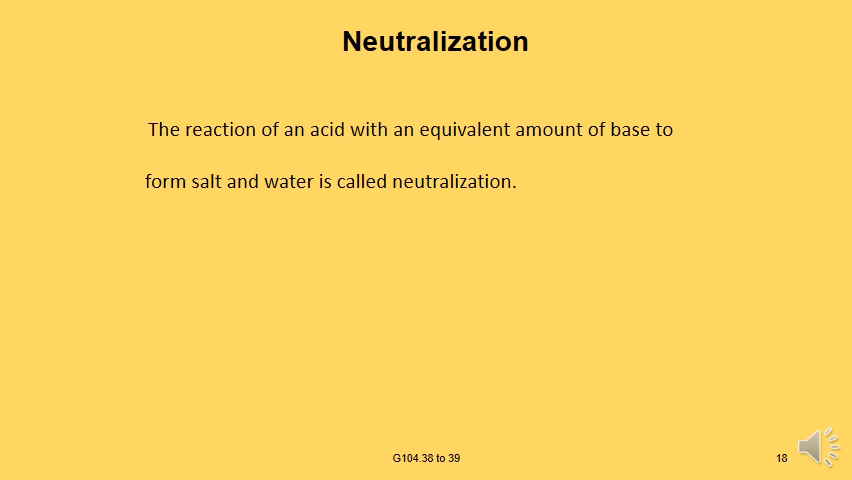 Neutralization
The reaction of an acid with an equivalent amount of base to
form salt and water is called neutralization.
G104.38 to 39
18